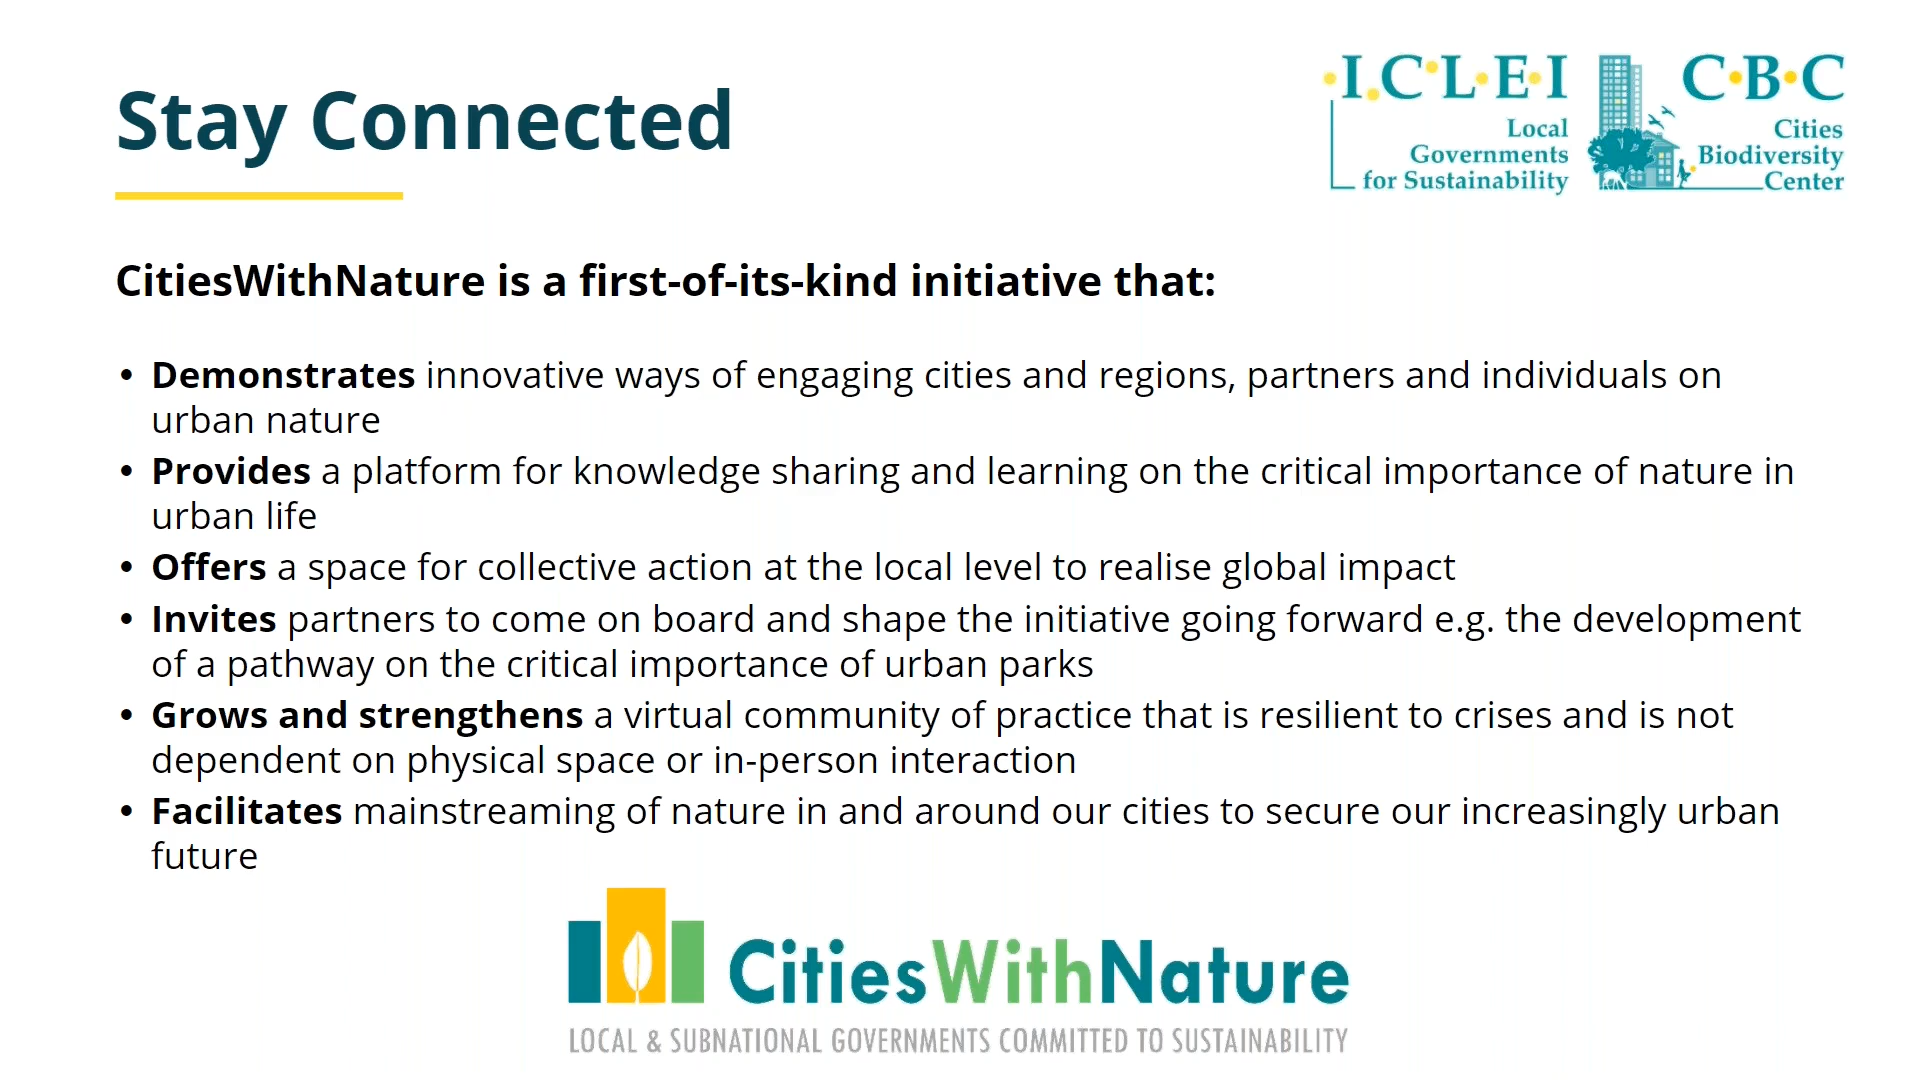 Stay Connected
I.C.L.E.I
Local
Governments
for Sustainability
C·B·C
Cities
Biodiversity
Center
CitiesWithNature is a first-of-its-kind initiative that:
• Demonstrates innovative ways of engaging cities and regions, partners and individuals on
urban nature
• Provides a platform for knowledge sharing and learning on the critical importance of nature in
urban life
• Offers a space for collective action at the local level to realise global impact
• Invites partners to come on board and shape the initiative going forward e.g. the development
of a pathway on the critical importance of urban parks
• Grows and strengthens a virtual community of practice that is resilient to crises and is not
dependent on physical space or in-person interaction
• Facilitates mainstreaming of nature in and around our cities to secure our increasingly urban
future
CitiesWithNature
LOCAL & SUBNATIONAL GOVERNMENTS COMMITTED TO SUSTAINABILITY